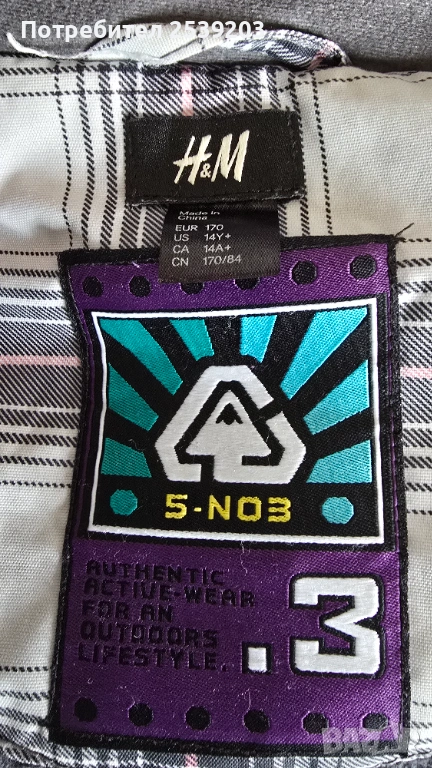 Потребител 2539203
H&M
Made in
China
EUR 170
US 14Y+
CA 14A+
CN 170/84
S-NO3
AUTHENTIC
ACTIVE-WEAR
FOR AN
OUTDOORS
LIFESTYLE.
.3
BAZAR